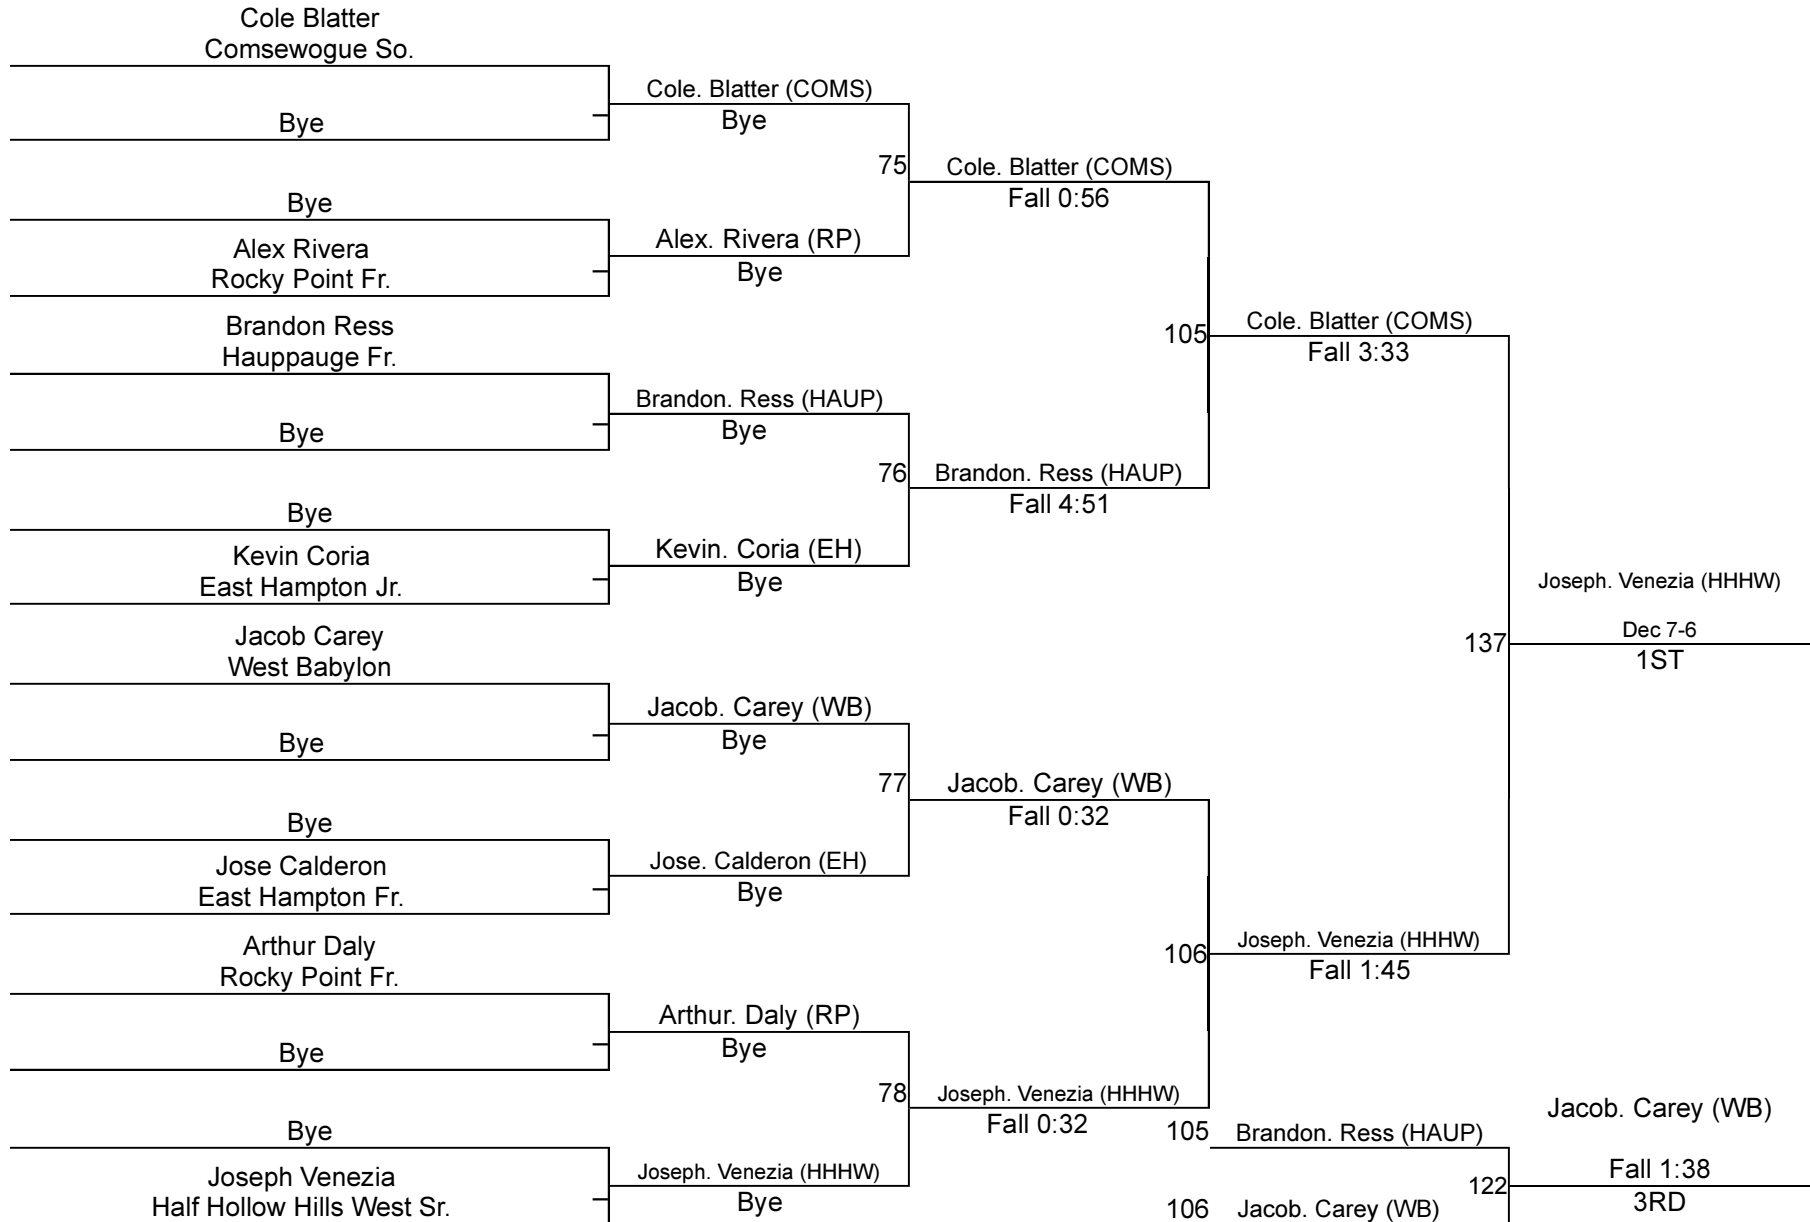 Cole Blatter
Comsewogue So.
Bye
Bye
Alex Rivera
Rocky Point Fr.
Brandon Ress
Hauppauge Fr.
Bye
Bye
Kevin Coria
East Hampton Jr.
Jacob Carey
West Babylon
Bye
Bye
Jose Calderon
East Hampton Fr.
Arthur Daly
Rocky Point Fr.
Bye
Bye
Joseph Venezia
Half Hollow Hills West Sr.
Cole. Blatter (COMS)
Bye
Alex. Rivera (RP)
Bye
Brandon. Ress (HAUP)
Bye
Kevin. Coria (EH)
Bye
Jacob. Carey (WB)
Bye
Jose. Calderon (EH)
Bye
Arthur. Daly (RP)
Bye
Joseph. Venezia (HHHW)
Bye
75
Cole. Blatter (COMS)
Fall 0:56
76
Brandon. Ress (HAUP)
Fall 4:51
77
Jacob. Carey (WB)
Fall 0:32
78
Joseph. Venezia (HHHW)
Fall 0:32
105
Cole. Blatter (COMS)
Fall 3:33
106
Joseph. Venezia (HHHW)
Fall 1:45
137
Joseph. Venezia (HHHW)
Dec 7-6
1ST
105 Brandon. Ress (HAUP)
106 Jacob. Carey (WB)
122
Jacob. Carey (WB)
Fall 1:38
3RD